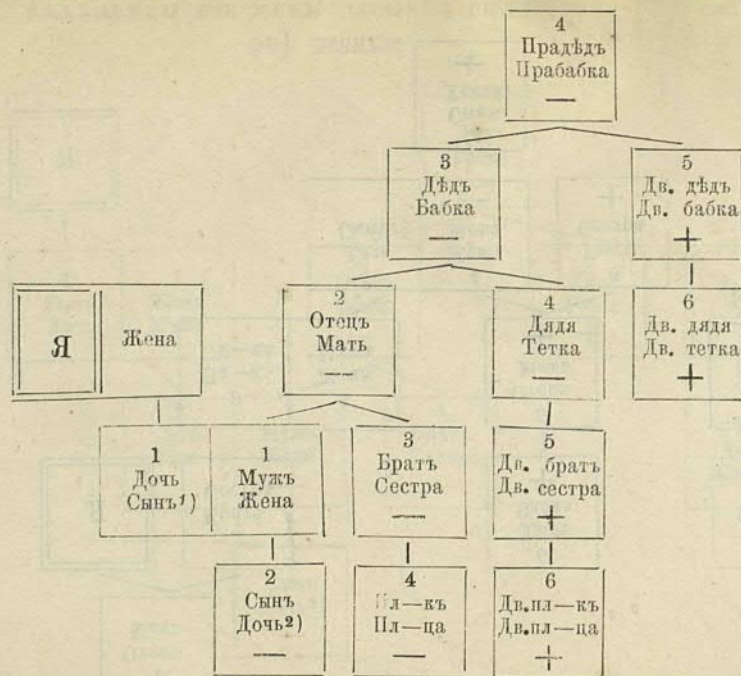 4
Прадѣдъ
Прабабка
—
3
Дѣдъ
Бабка
—
5
Дв. дѣдъ
Дв. бабка
+
Я
Жена
2
Отецъ
Мать
—
4
Дядя
Тетка
—
6
Дв. дядя
Дв. тетка
+
1
Дочь
Сынъ¹)
1
Мужъ
Жена
3
Братъ
Сестра
—
5
Дв. братъ
Дв. сестра
+
2
Сынъ
Дочь²)
—
4
Пл—къ
Пл—ца
—
6
Дв.пл—къ
Дв.пл—ца
+